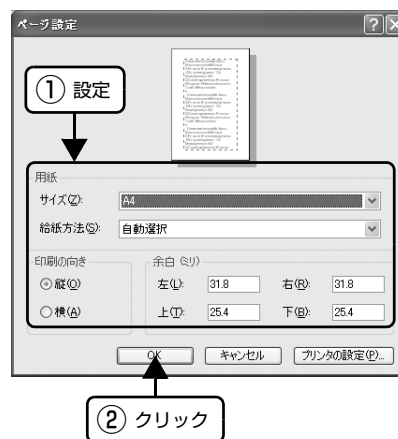 ページ設定
① 設定
用紙
サイズ(Z): A4
給紙方法(S): 自動選択
印刷の向き 余白(ミリ)
縦(O) 左(L): 31.8 右(R): 31.8
横(A) 上(T): 25.4 下(B): 25.4
OK キャンセル プリンタの設定(P)...
② クリック